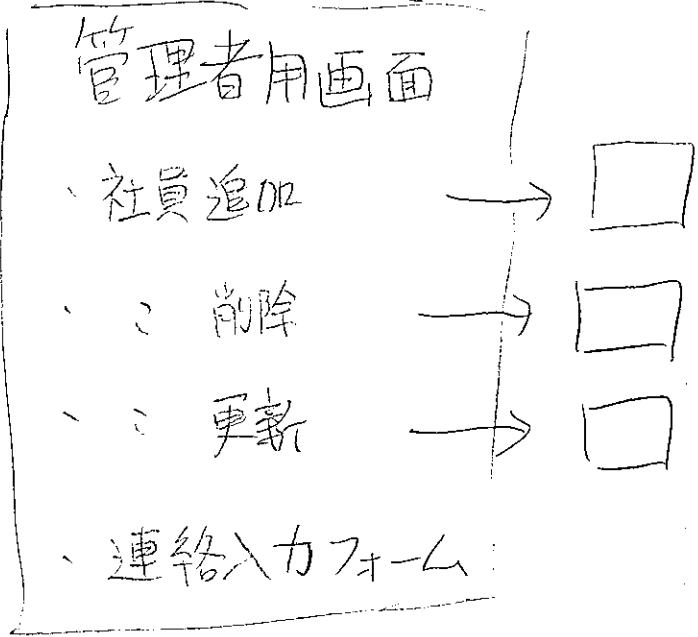 管理者用画面
・社員追加
・〃 削除
・〃 更新
・連絡入力フォーム